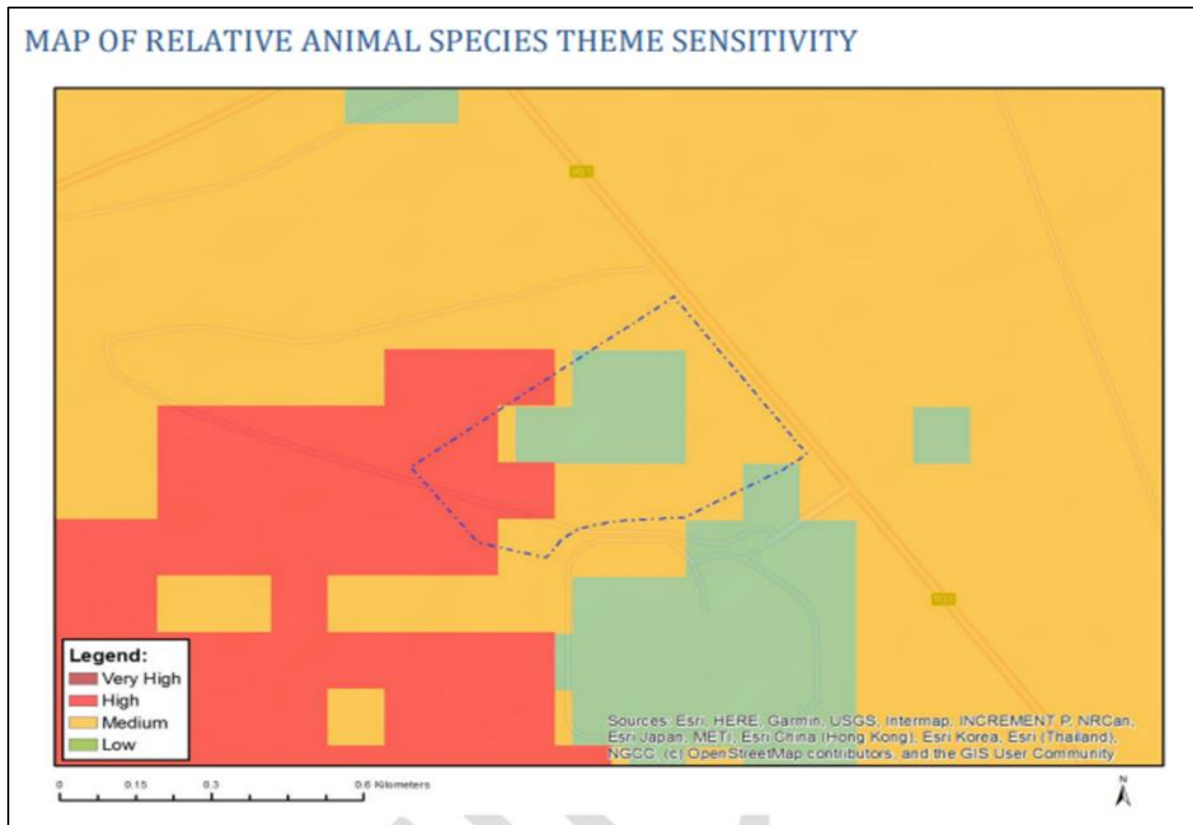 MAP OF RELATIVE ANIMAL SPECIES THEME SENSITIVITY
Legend:
Very High
High
Medium
Low
Sources: Esri, HERE, Garmin, USGS, Intermap, INCREMENT P, NRCan,
Esri Japan, METI, Esri China (Hong Kong), Esri Korea, Esri (Thailand),
NGCC, (c) OpenStreetMap contributors, and the GIS User Community
0 0.15 0.3 0.6 Kilometers
N